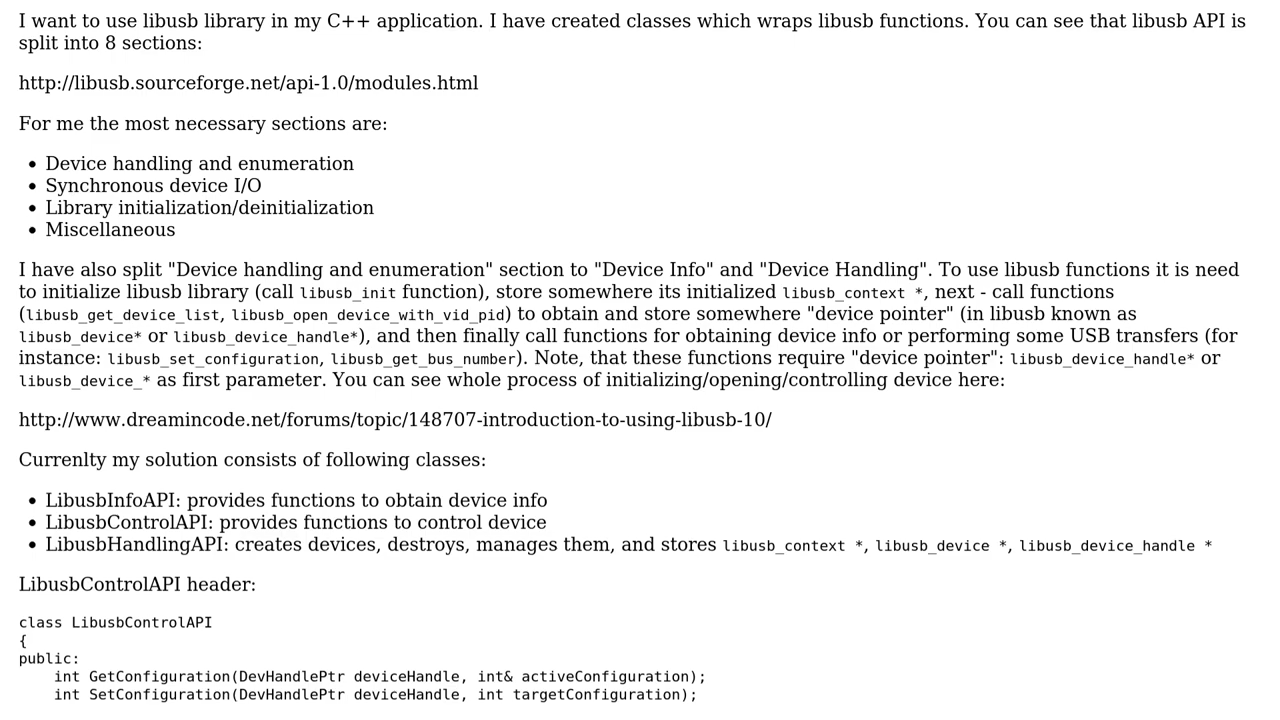 I want to use libusb library in my C++ application. I have created classes which wraps libusb functions. You can see that libusb API is
split into 8 sections:
http://libusb.sourceforge.net/api-1.0/modules.html
For me the most necessary sections are:
• Device handling and enumeration
• Synchronous device I/O
• Library initialization/deinitialization
• Miscellaneous
I have also split "Device handling and enumeration" section to "Device Info" and "Device Handling". To use libusb functions it is need
to initialize libusb library (call libusb_init function), store somewhere its initialized libusb_context *, next - call functions
(libusb_get_device_list, libusb_open_device_with_vid_pid) to obtain and store somewhere "device pointer" (in libusb known as
libusb_device* or libusb_device_handle*), and then finally call functions for obtaining device info or performing some USB transfers (for
instance: libusb_set_configuration, libusb_get_bus_number). Note, that these functions require "device pointer": libusb_device_handle* or
libusb_device_* as first parameter. You can see whole process of initializing/opening/controlling device here:
http://www.dreamincode.net/forums/topic/148707-introduction-to-using-libusb-10/
Currenlty my solution consists of following classes:
• LibusbInfoAPI: provides functions to obtain device info
• LibusbControlAPI: provides functions to control device
• LibusbHandlingAPI: creates devices, destroys, manages them, and stores libusb_context *, libusb_device *, libusb_device_handle *
LibusbControlAPI header:
class LibusbControlAPI
{
public:
    int GetConfiguration(DevHandlePtr deviceHandle, int& activeConfiguration);
    int SetConfiguration(DevHandlePtr deviceHandle, int targetConfiguration);